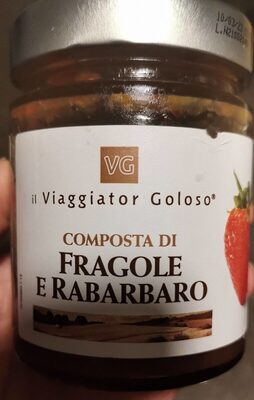 VG
il Viaggiator Goloso®
COMPOSTA DI
FRAGOLE
E RABARBARO